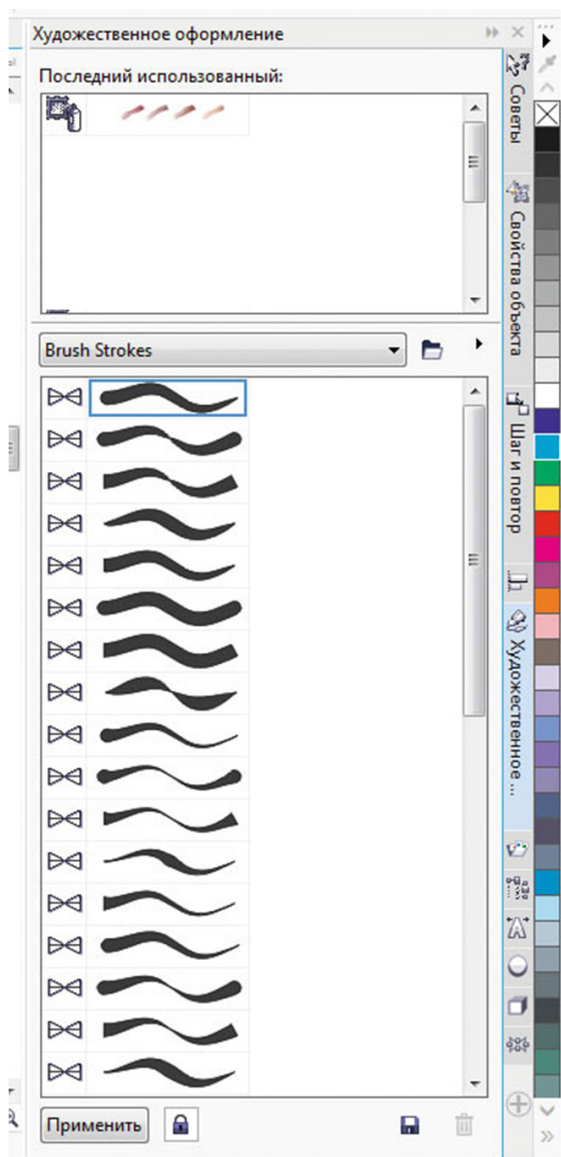 Художественное оформление
Последний использованный:
Brush Strokes
Применить
Советы
Свойства объекта
Шаг и повтор
Художественное ...